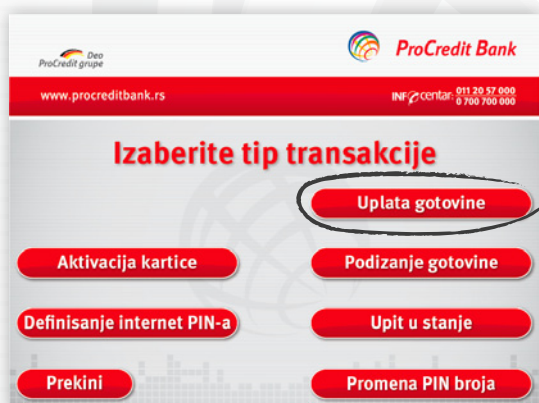 Deo
ProCredit grupe
ProCredit Bank
www.procreditbank.rs
INFO centar: 011 20 57 000
0 700 700 000
Izaberite tip transakcije
Uplata gotovine
Aktivacija kartice
Podizanje gotovine
Definisanje internet PIN-a
Upit u stanje
Prekini
Promena PIN broja